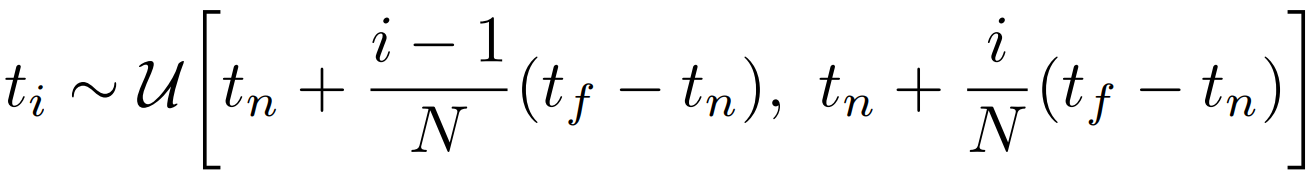 t_i \sim \mathcal{U}\left[t_n + \frac{i-1}{N}(t_f - t_n),\ t_n + \frac{i}{N}(t_f - t_n)\right]